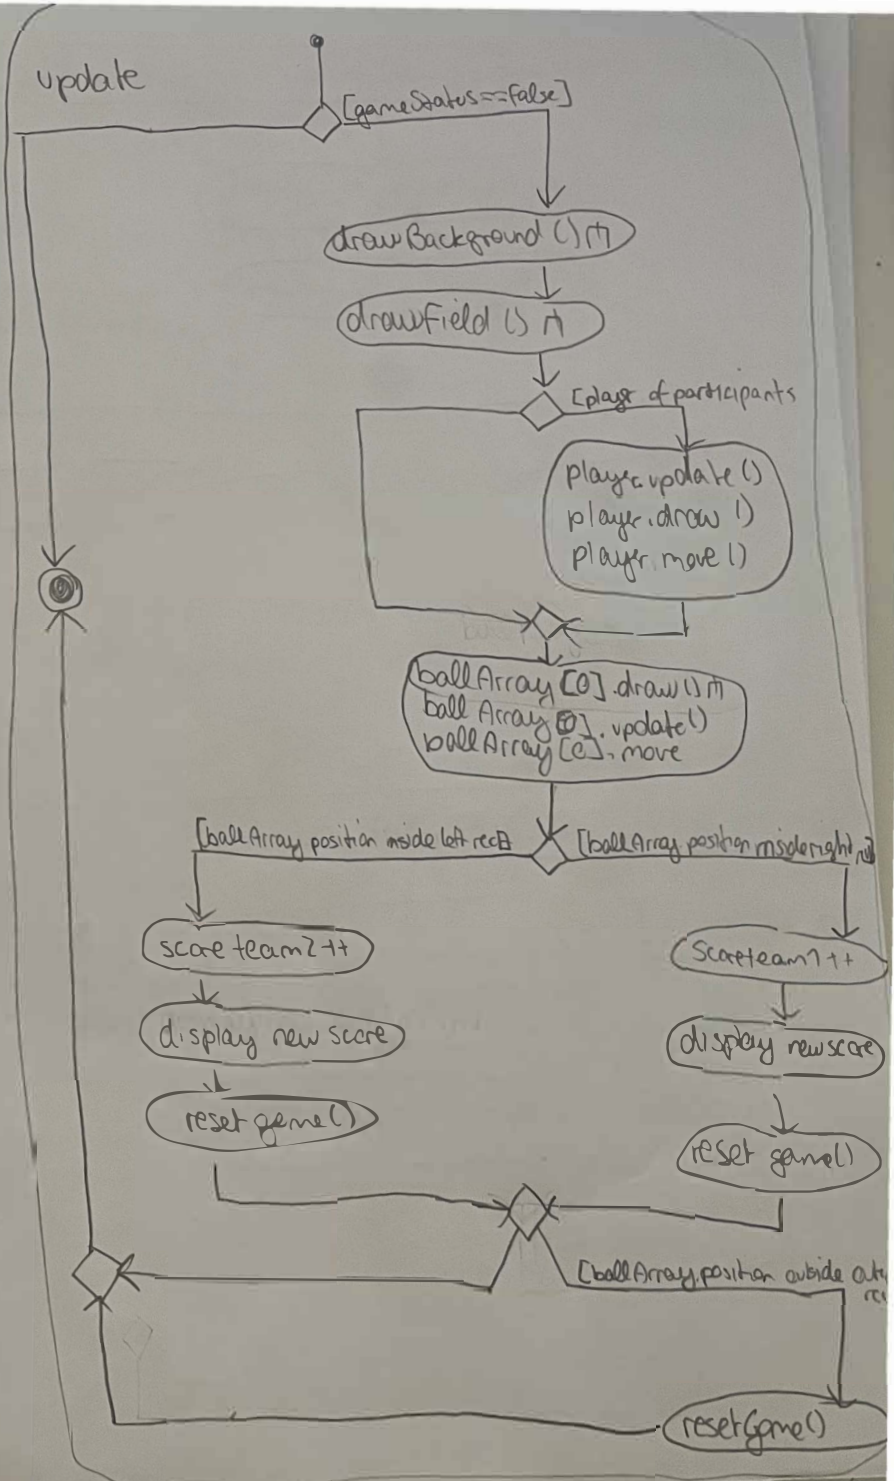 update
[gameStatus==false]
drawBackground ()
drawField ()
[player of participants
player.update ()
player.draw ()
player.move ()
ballArray [0].draw ()
ballArray [0].update ()
ballArray [0].move
[ballArray position inside left rect]
[ballArray position inside right
score team2++
scoreteam1++
display new score
display new score
reset game()
reset game()
[ballArray.position outside
resetGame()